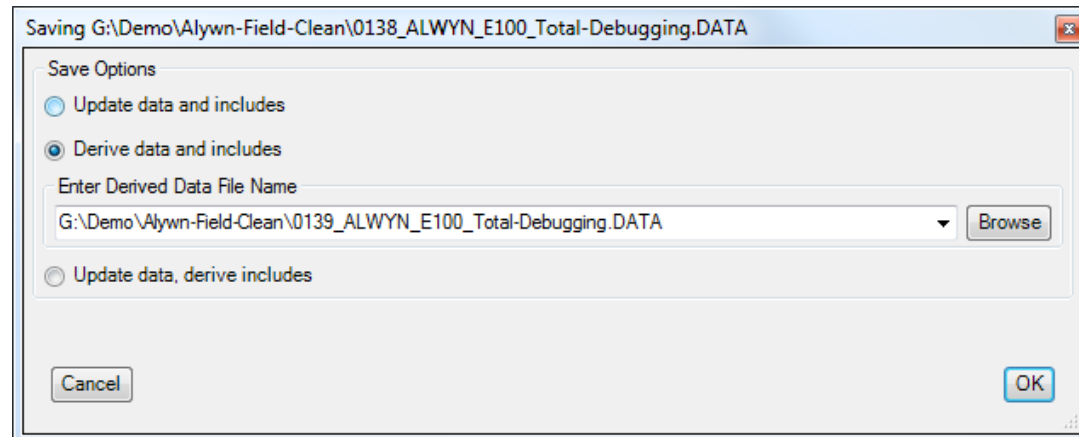 Saving G:\Demo\Alywn-Field-Clean\0138_ALWYN_E100_Total-Debugging.DATA
Save Options
Update data and includes
Derive data and includes
Enter Derived Data File Name
G:\Demo\Alywn-Field-Clean\0139_ALWYN_E100_Total-Debugging.DATA
Browse
Update data, derive includes
Cancel
OK